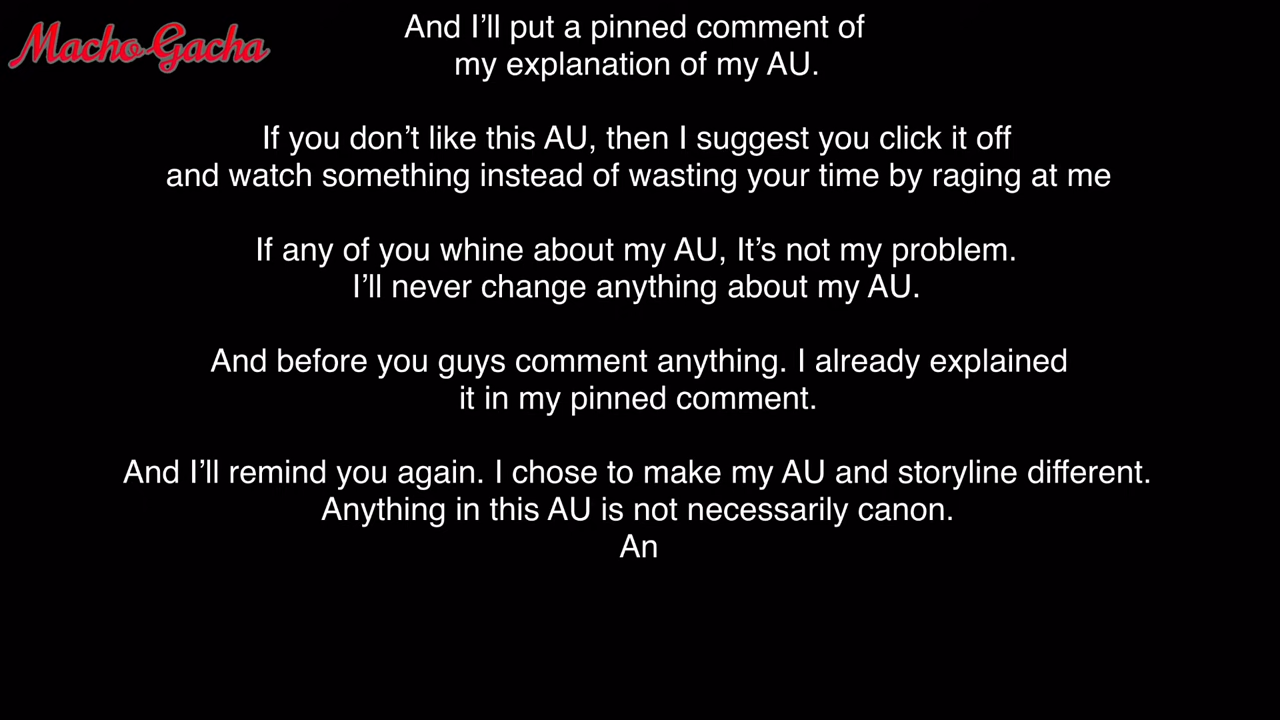 Macho Gacha
And I’ll put a pinned comment of
my explanation of my AU.
If you don’t like this AU, then I suggest you click it off
and watch something instead of wasting your time by raging at me
If any of you whine about my AU, It’s not my problem.
I’ll never change anything about my AU.
And before you guys comment anything. I already explained
it in my pinned comment.
And I’ll remind you again. I chose to make my AU and storyline different.
Anything in this AU is not necessarily canon.
An